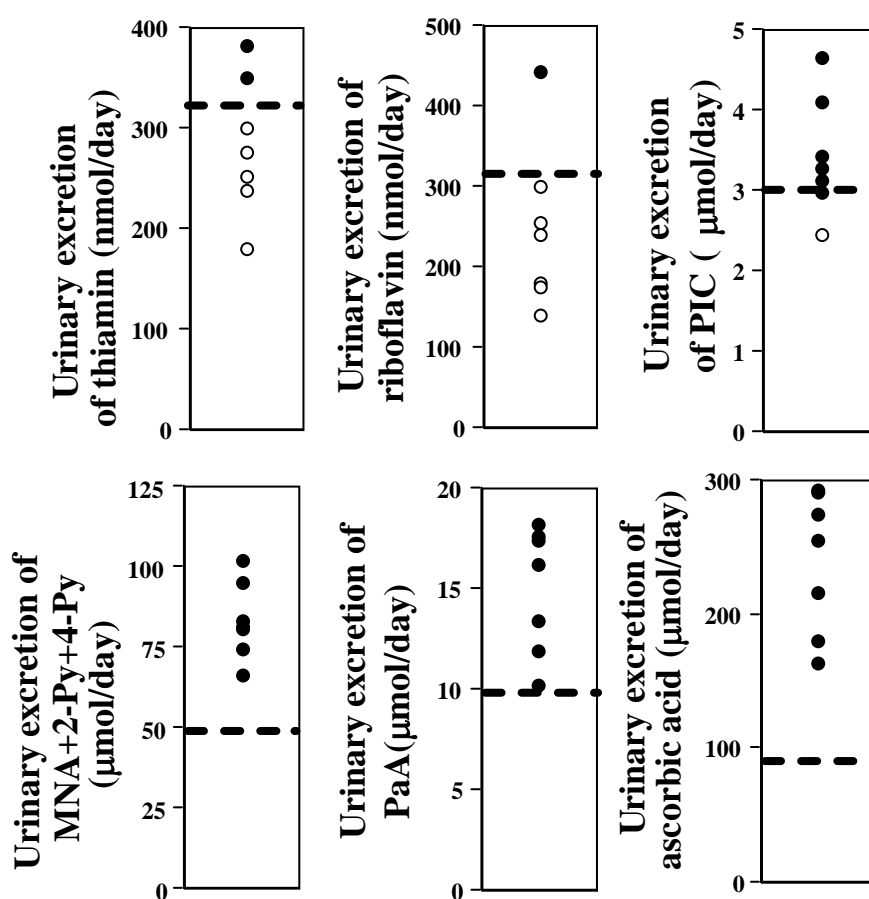 Urinary excretion
of thiamin (nmol/day)
400
300
200
100
0
Urinary excretion of
riboflavin (nmol/day)
500
400
300
200
100
0
Urinary excretion
of PIC ( μmol/day)
5
4
3
2
1
0
Urinary excretion of
MNA+2-Py+4-Py
(μmol/day)
125
100
75
50
25
0
Urinary excretion of
PaA(μmol/day)
20
15
10
5
0
Urinary excretion of
ascorbic acid (μmol/day)
300
200
100
0